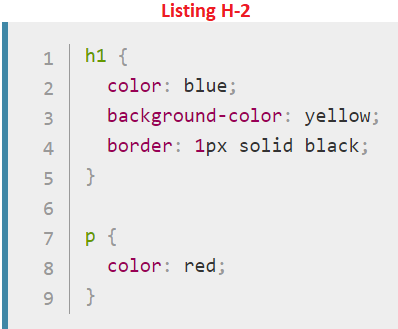 Listing H-2
1 h1 {
2   color: blue;
3   background-color: yellow;
4   border: 1px solid black;
5 }
6
7 p {
8   color: red;
9 }